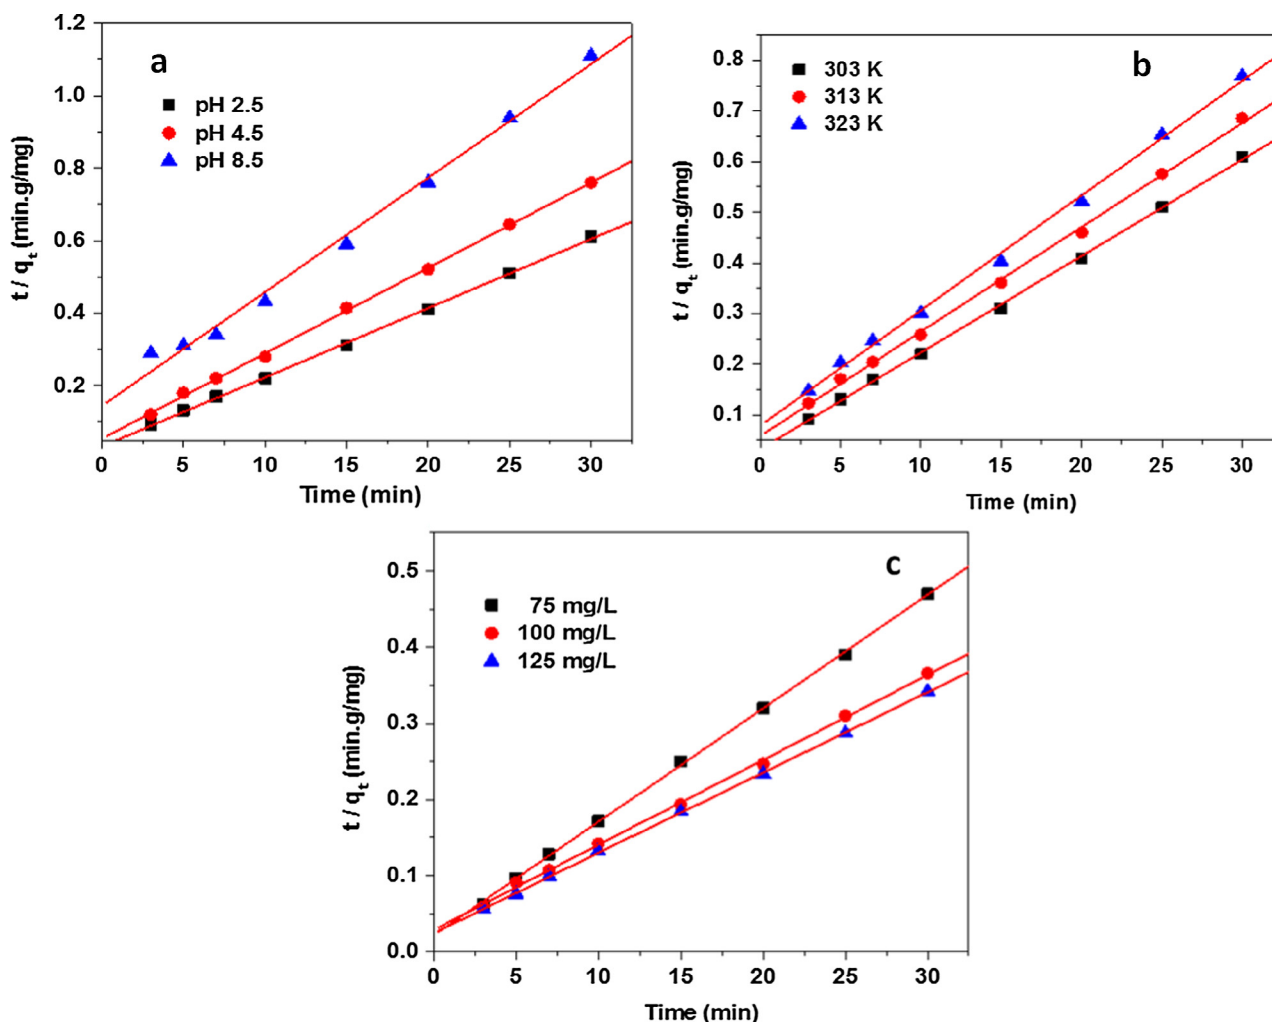 a
pH 2.5
pH 4.5
pH 8.5
t / qt (min.g/mg)
1.2
1.0
0.8
0.6
0.4
0.2
0 5 10 15 20 25 30
Time (min)
b
303 K
313 K
323 K
t / qt (min.g/mg)
0.8
0.7
0.6
0.5
0.4
0.3
0.2
0.1
0 5 10 15 20 25 30
Time (min)
c
75 mg/L
100 mg/L
125 mg/L
t / qt (min.g/mg)
0.5
0.4
0.3
0.2
0.1
0.0
0 5 10 15 20 25 30
Time (min)